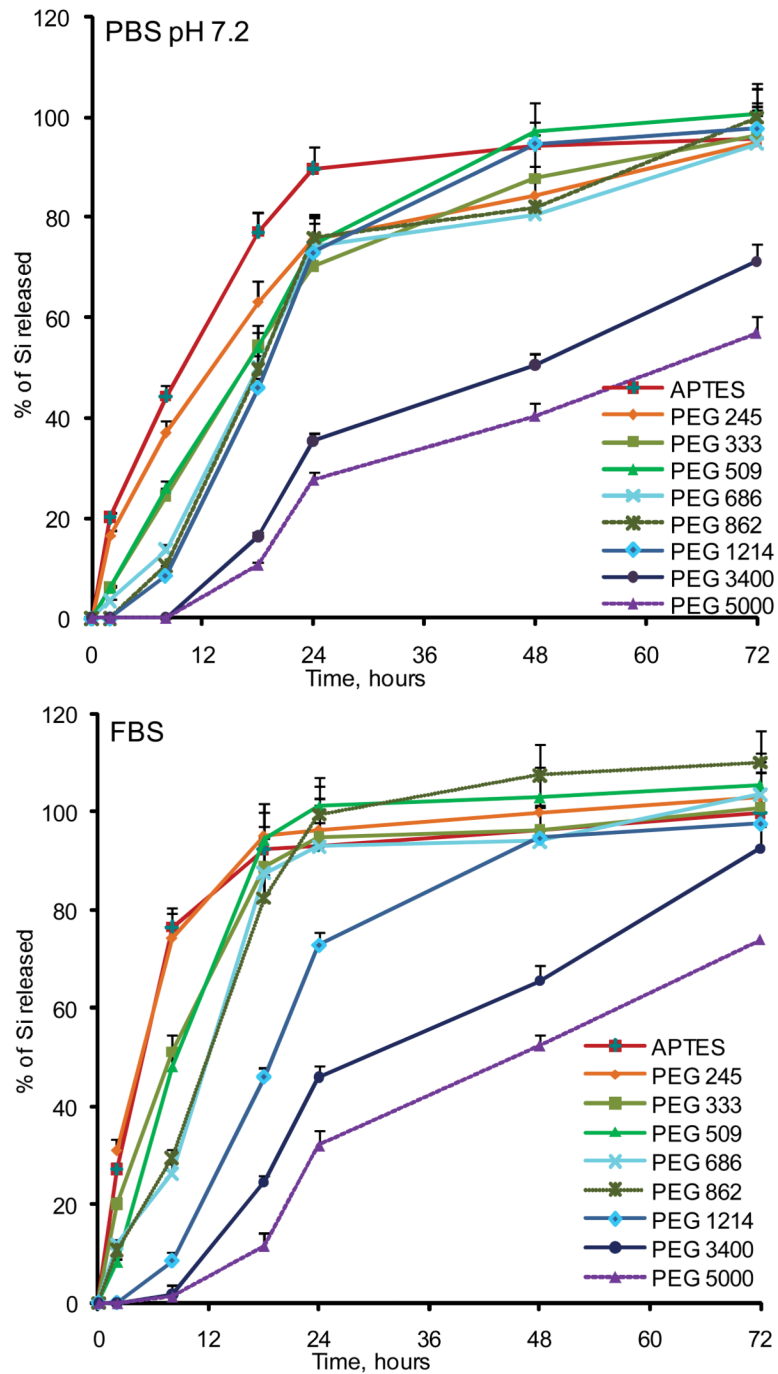 120
PBS pH 7.2
100
80
60
40
20
0
% of Si released
APTES
PEG 245
PEG 333
PEG 509
PEG 686
PEG 862
PEG 1214
PEG 3400
PEG 5000
0 12 24 36 48 60 72
Time, hours
120
FBS
100
80
60
40
20
0
% of Si released
APTES
PEG 245
PEG 333
PEG 509
PEG 686
PEG 862
PEG 1214
PEG 3400
PEG 5000
0 12 24 36 48 60 72
Time, hours